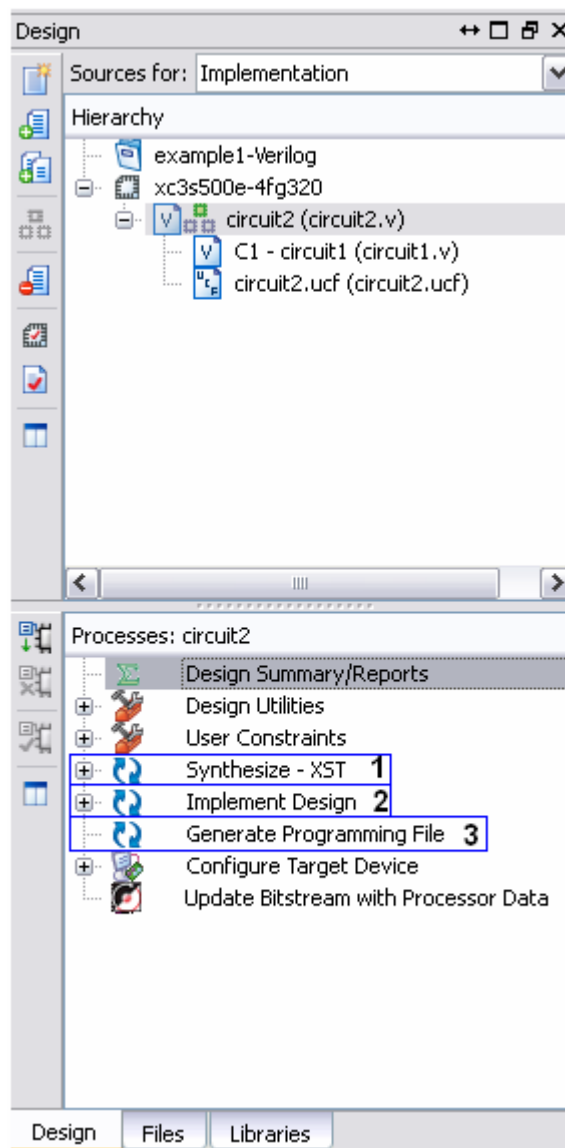 Design
Sources for: Implementation
Hierarchy
example1-Verilog
xc3s500e-4fg320
V circuit2 (circuit2.v)
V C1 - circuit1 (circuit1.v)
UCF circuit2.ucf (circuit2.ucf)
Processes: circuit2
Σ Design Summary/Reports
Design Utilities
User Constraints
Synthesize - XST 1
Implement Design 2
Generate Programming File 3
Configure Target Device
Update Bitstream with Processor Data
Design Files Libraries